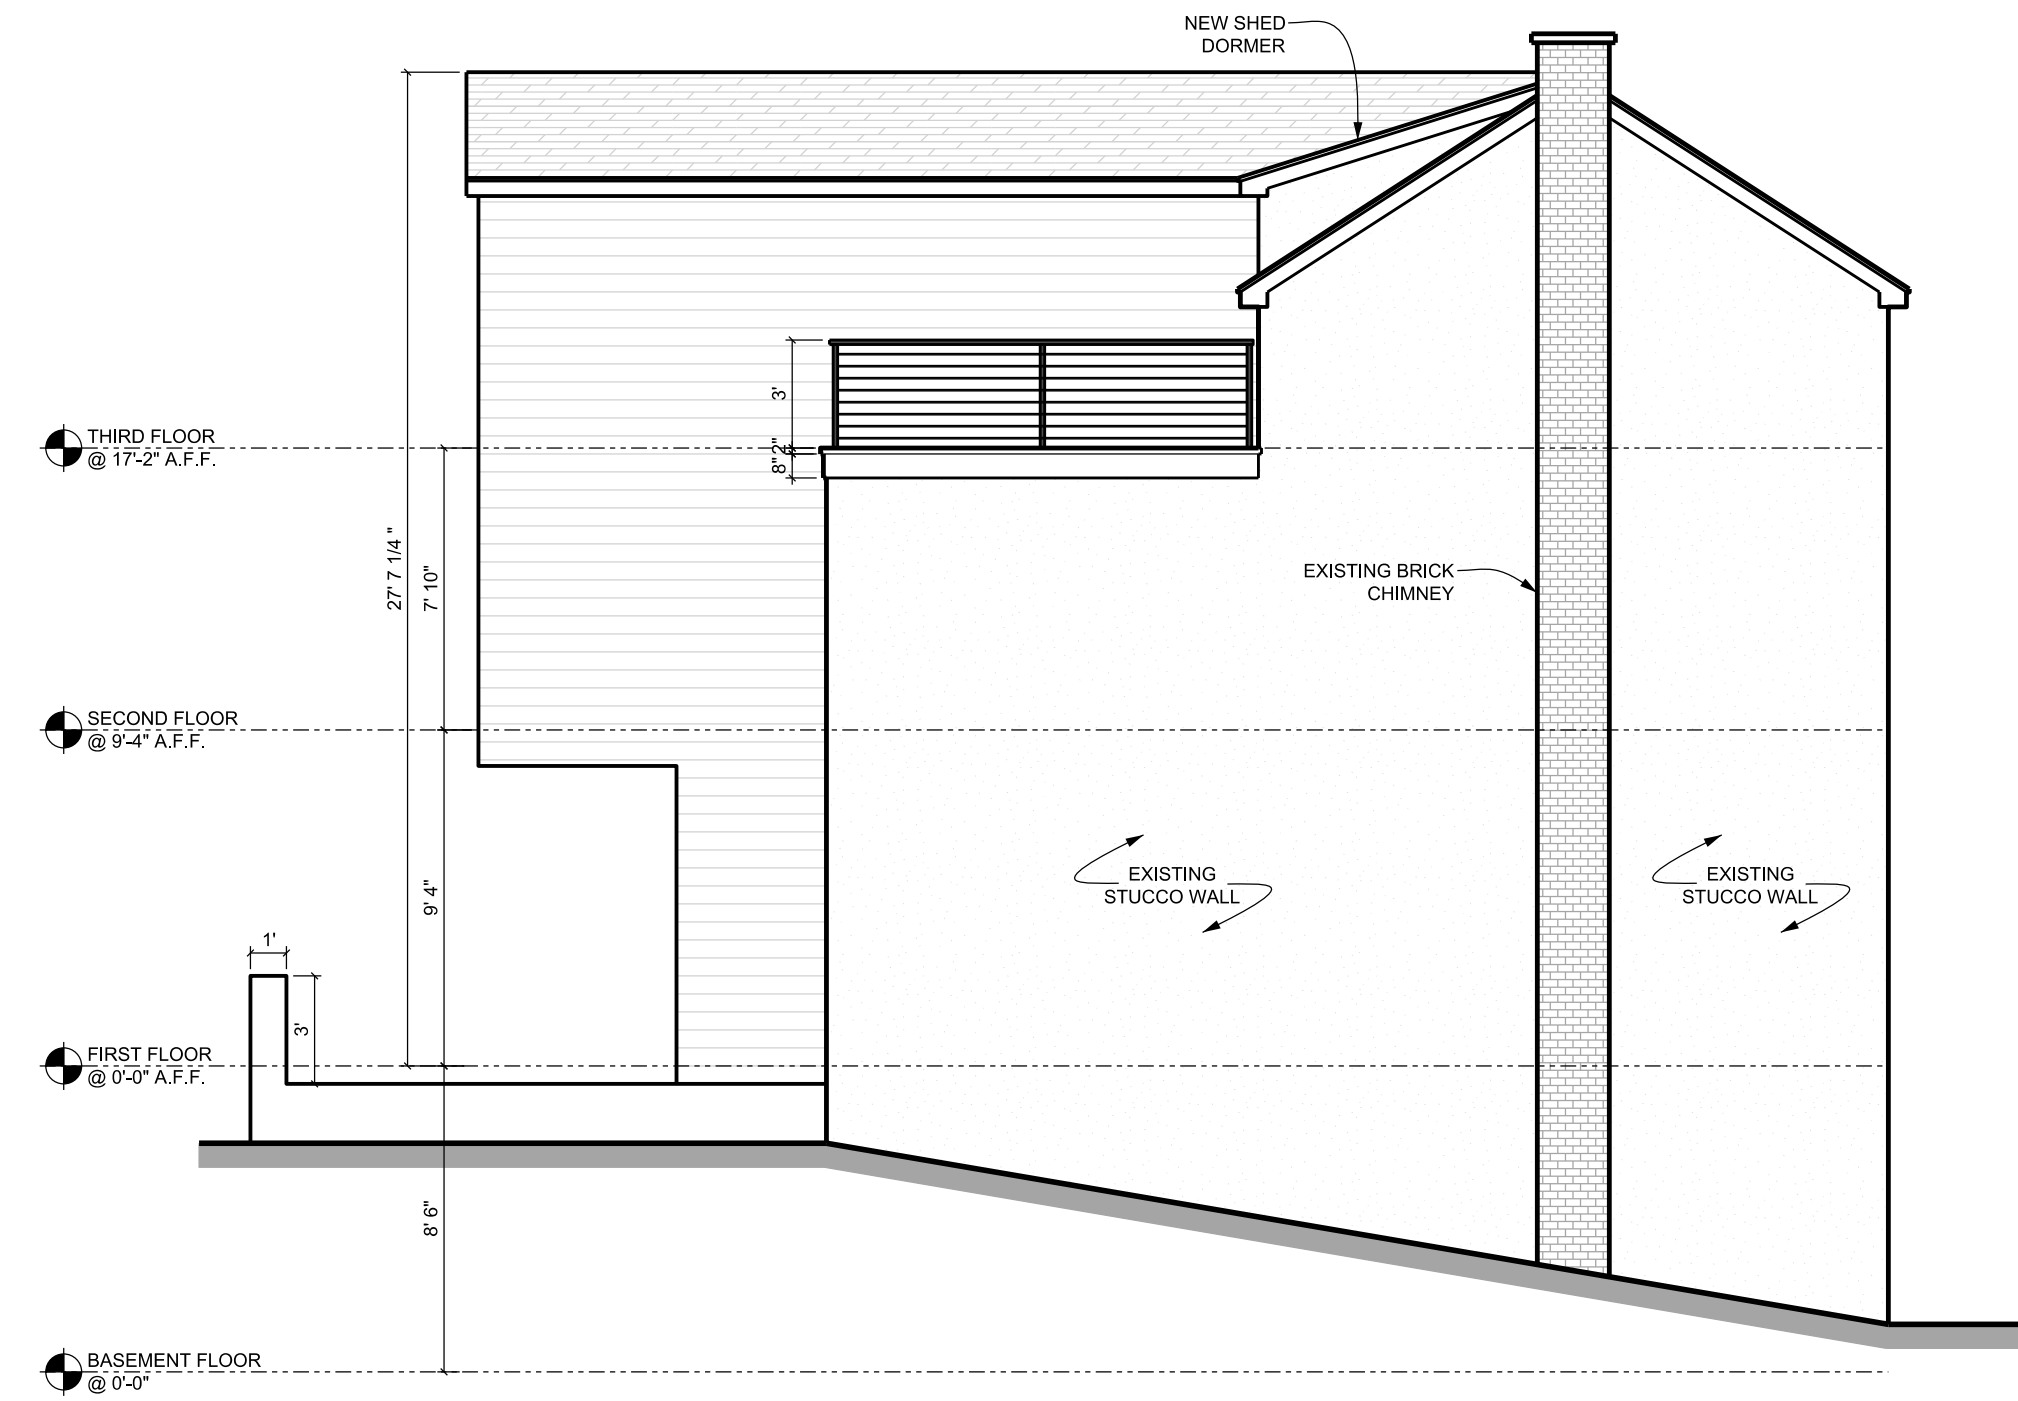 NEW SHED
DORMER
3'
THIRD FLOOR
@ 17'-2" A.F.F.
2"
8"
27' 7 1/4 "
7' 10"
EXISTING BRICK
CHIMNEY
SECOND FLOOR
@ 9'-4" A.F.F.
9' 4"
EXISTING
STUCCO WALL
EXISTING
STUCCO WALL
1'
3'
FIRST FLOOR
@ 0'-0" A.F.F.
8' 6"
BASEMENT FLOOR
@ 0'-0"